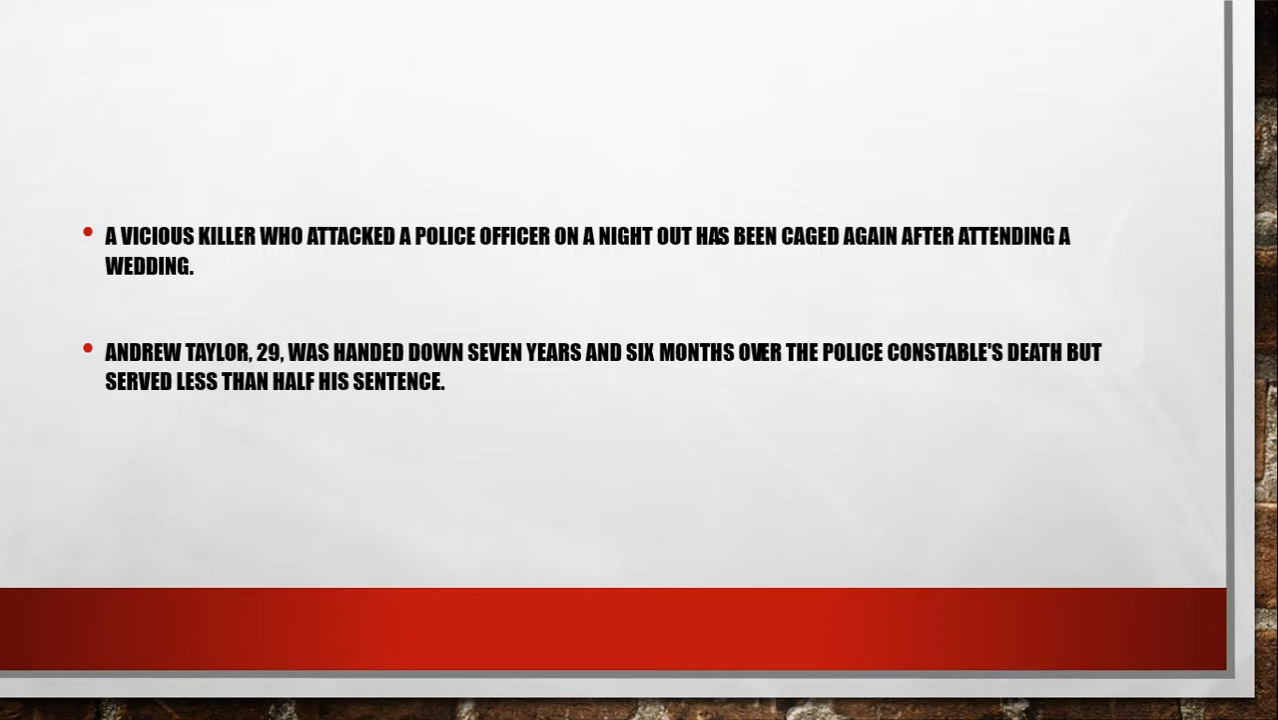 • A VICIOUS KILLER WHO ATTACKED A POLICE OFFICER ON A NIGHT OUT HAS BEEN CAGED AGAIN AFTER ATTENDING A
WEDDING.
• ANDREW TAYLOR, 29, WAS HANDED DOWN SEVEN YEARS AND SIX MONTHS OVER THE POLICE CONSTABLE'S DEATH BUT
SERVED LESS THAN HALF HIS SENTENCE.